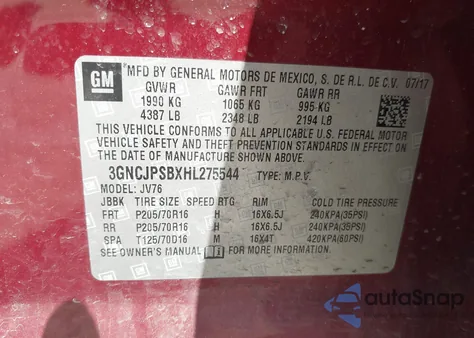 GM
MFD BY GENERAL MOTORS DE MEXICO, S. DE R.L. DE C.V. 07/17
GVWR GAWR FRT GAWR RR
1990 KG 1065 KG 995 KG
4387 LB 2348 LB 2194 LB
THIS VEHICLE CONFORMS TO ALL APPLICABLE U.S. FEDERAL MOTOR
VEHICLE SAFETY AND THEFT PREVENTION STANDARDS IN EFFECT ON
THE DATE OF MANUFACTURE SHOWN ABOVE.
3GNCJPSBXHL275544 TYPE: M.P.V.
MODEL: JV76
JBBK TIRE SIZE SPEED RTG RIM COLD TIRE PRESSURE
FRT P205/70R16 H 16X6.5J 240KPA(35PSI)
RR P205/70R16 H 16X6.5J 240KPA(35PSI)
SPA T125/70D16 M 16X4T 420KPA(60PSI)
SEE OWNER'S MANUAL FOR ADDITIONAL INFORMATION.
autoSnap